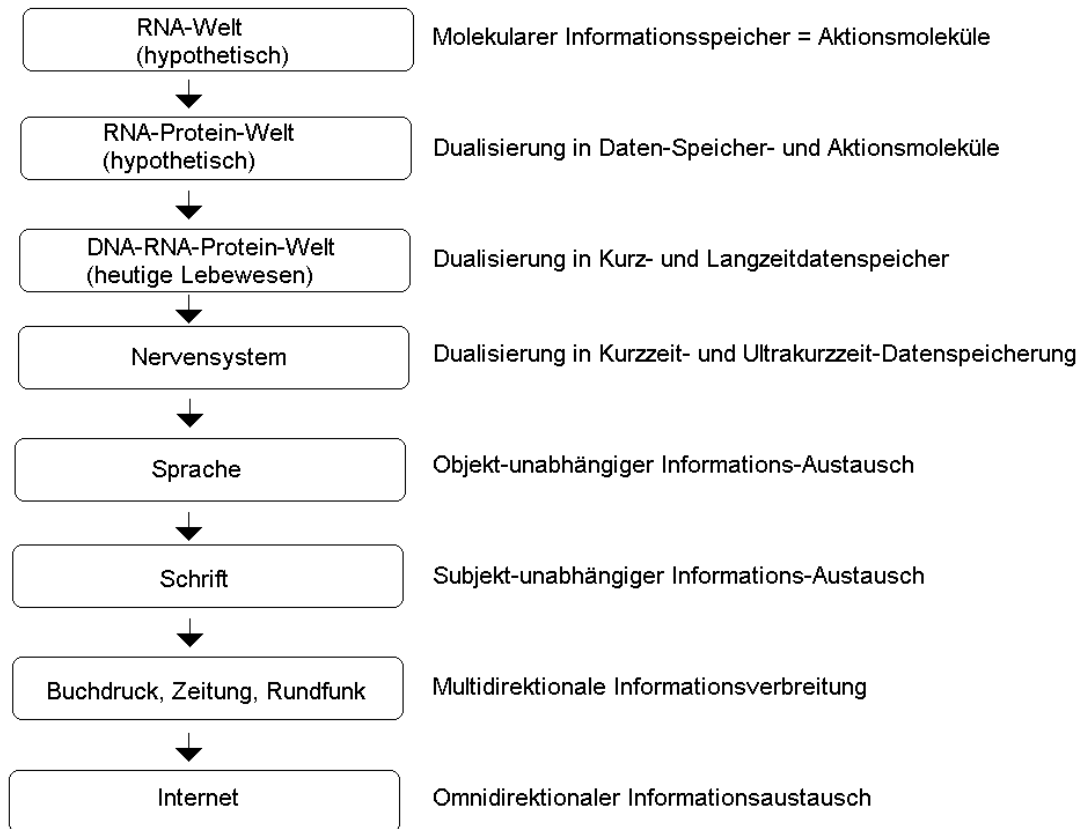 RNA-Welt
(hypothetisch)
Molekularer Informationsspeicher = Aktionsmoleküle
RNA-Protein-Welt
(hypothetisch)
Dualisierung in Daten-Speicher- und Aktionsmoleküle
DNA-RNA-Protein-Welt
(heutige Lebewesen)
Dualisierung in Kurz- und Langzeitdatenspeicher
Nervensystem
Dualisierung in Kurzzeit- und Ultrakurzzeit-Datenspeicherung
Sprache
Objekt-unabhängiger Informations-Austausch
Schrift
Subjekt-unabhängiger Informations-Austausch
Buchdruck, Zeitung, Rundfunk
Multidirektionale Informationsverbreitung
Internet
Omnidirektionaler Informationsaustausch